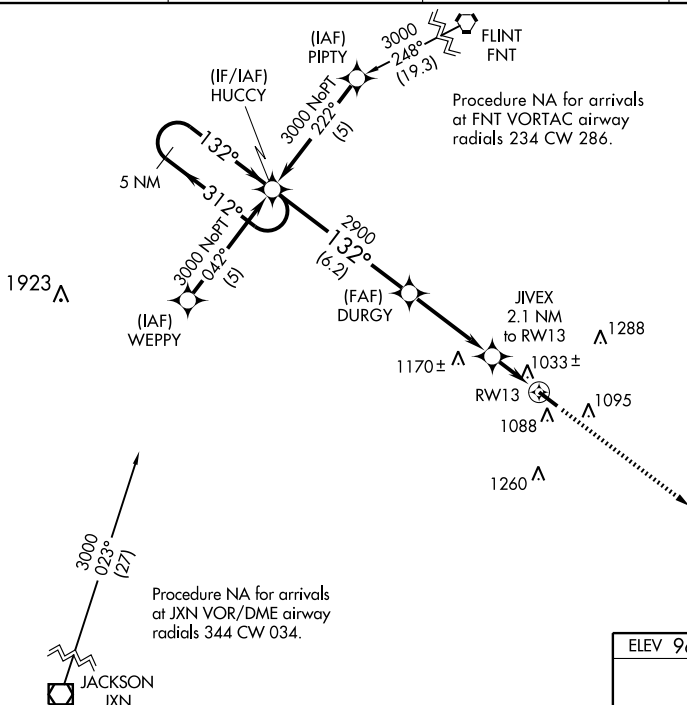 (IAF)
PIPTY
3000
248°
(19.3)
FLINT
FNT
(IF/IAF)
HUCCY
3000 NoPT
222°
(5)
Procedure NA for arrivals
at FNT VORTAC airway
radials 234 CW 286.
132°
5 NM
312°
3000 NoPT
042°
(5)
2900
132°
(6.2)
1923
(IAF)
WEPPY
(FAF)
DURGY
JIVEX
2.1 NM
to RW13
1288
1170±
1033±
RW13
1095
1088
1260
3000
023°
(27)
Procedure NA for arrivals
at JXN VOR/DME airway
radials 344 CW 034.
JACKSON
JXN
ELEV